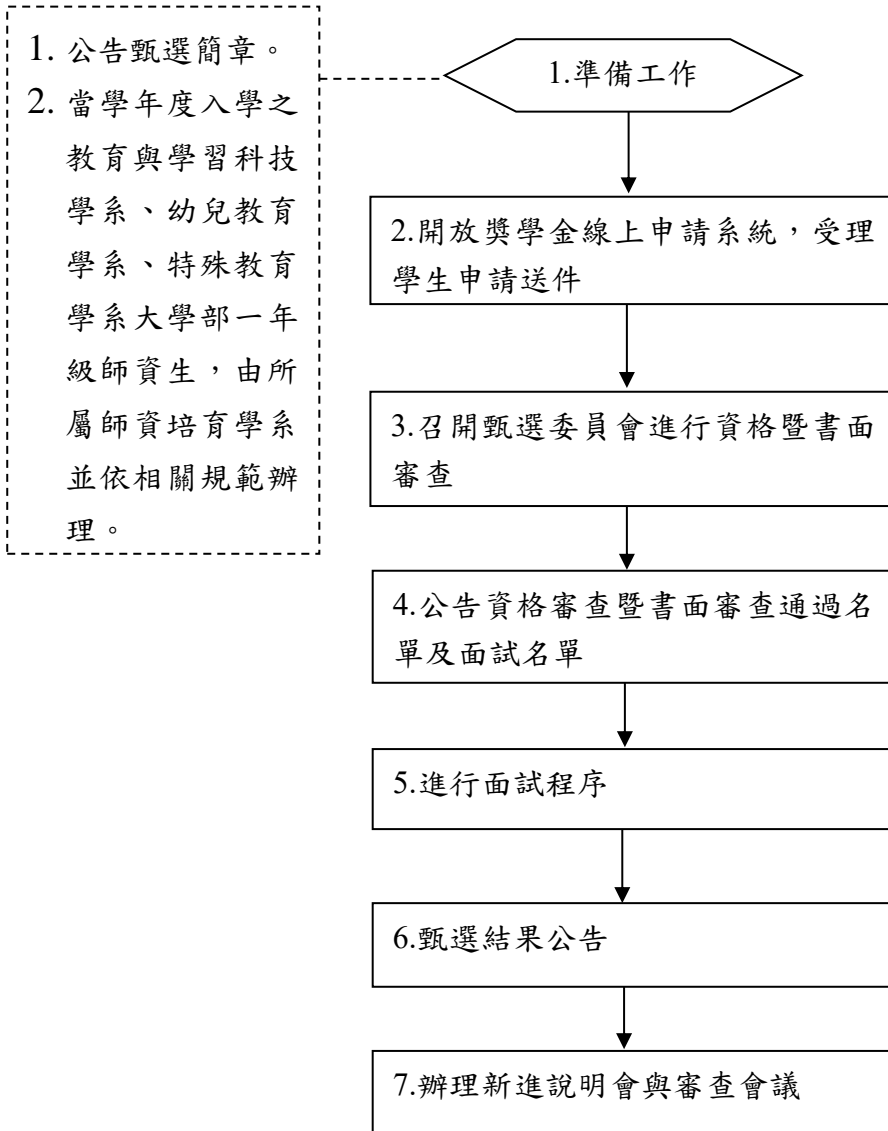 1. 公告甄選簡章。
2. 當學年度入學之
教育與學習科技
學系、幼兒教育
學系、特殊教育
學系大學部一年
級師資生，由所
屬師資培育學系
並依相關規範辦
理。
1.準備工作
2.開放獎學金線上申請系統，受理
學生申請送件
3.召開甄選委員會進行資格暨書面
審查
4.公告資格審查暨書面審查通過名
單及面試名單
5.進行面試程序
6.甄選結果公告
7.辦理新進說明會與審查會議